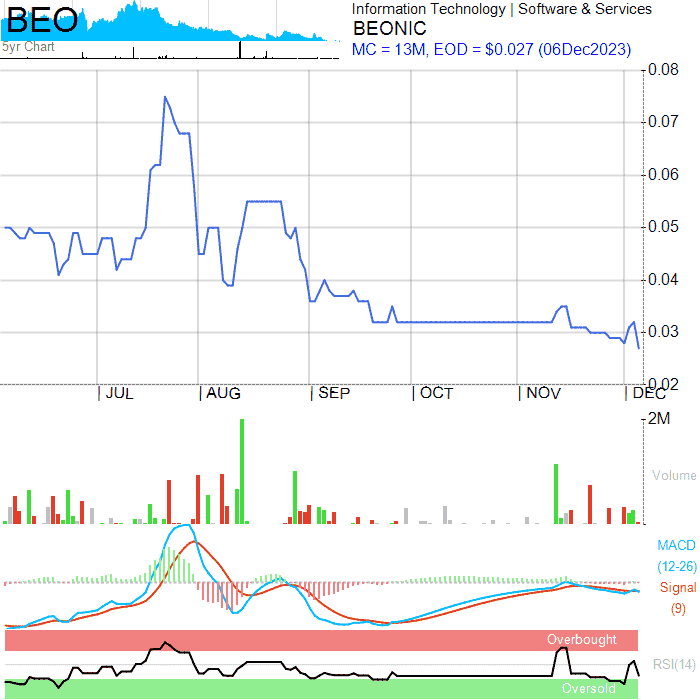 BEO
5yr Chart
Information Technology | Software & Services
BEONIC
MC = 13M, EOD = $0.027 (06Dec2023)
0.08
0.07
0.06
0.05
0.04
0.03
0.02
JUL AUG SEP OCT NOV DEC
2M
Volume
MACD
(12-26)
Signal
(9)
Overbought
RSI(14)
Oversold